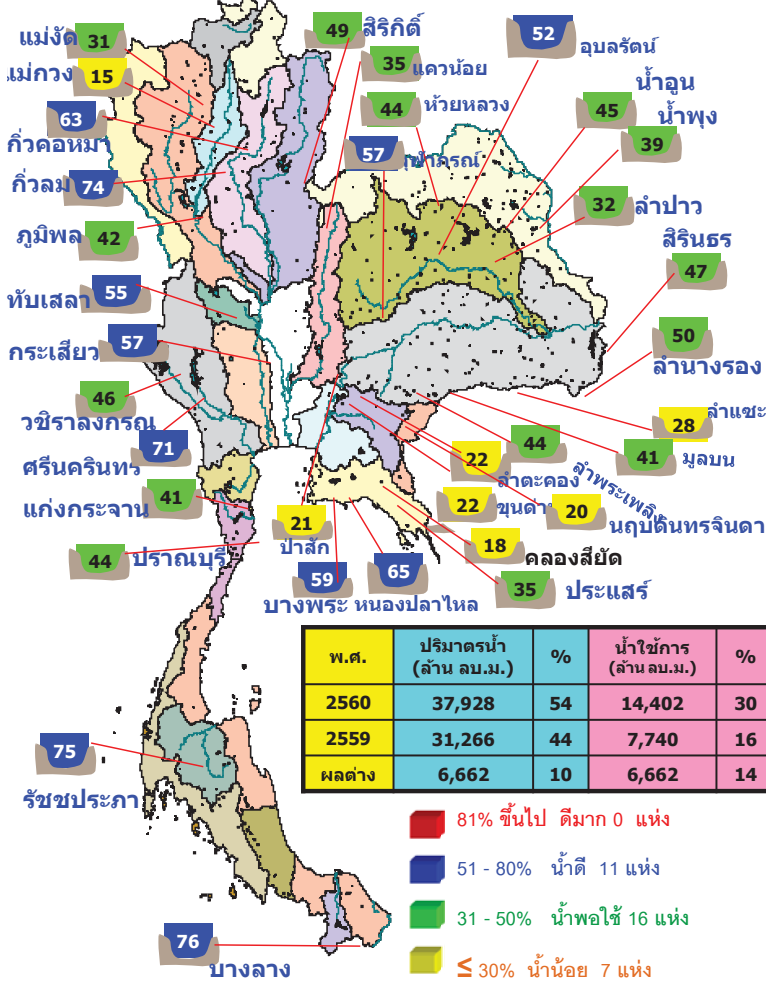 แม่งัด 31
แม่กวง 15
63
กิ่วคอหมา
กิ่วลม 74
ภูมิพล 42
ทับเสลา 55
กระเสียว 57
46
วชิราลงกรณ
71
ศรีนครินทร์
แก่งกระจาน 41
44 ปราณบุรี
49 สิริกิติ์
35 แควน้อย
44 ห้วยหลวง
57
52 อุบลรัตน์
น้ำอูน
45 น้ำพุง
39
32 ลำปาว
สิรินธร
47
50
ลำนางรอง
28 ลำแซะ
44
41 มูลบน
22
ลำตะคอง
ลำพระเพลิง
22
20
นฤบดินทรจินดา
21
ป่าสัก
18 คลองสียัด
59
บางพระ
65
หนองปลาไหล
35 ประแสร์
พ.ศ. ปริมาตรน้ำ (ล้าน ลบ.ม.) % น้ำใช้การ (ล้าน ลบ.ม.) %
2560 37,928 54 14,402 30
2559 31,266 44 7,740 16
ผลต่าง 6,662 10 6,662 14
75
รัชชประภา
76
บางลาง
81% ขึ้นไป ดีมาก 0 แห่ง
51 - 80% น้ำดี 11 แห่ง
31 - 50% น้ำพอใช้ 16 แห่ง
≤ 30% น้ำน้อย 7 แห่ง